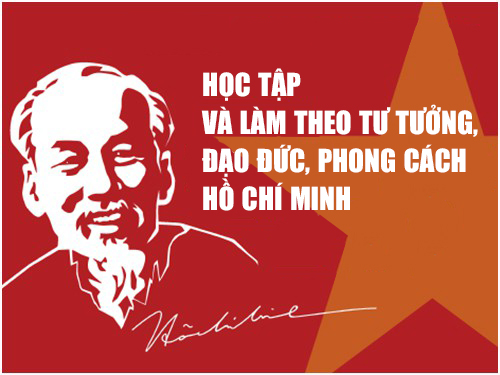 HỌC TẬP
VÀ LÀM THEO TƯ TƯỞNG,
ĐẠO ĐỨC, PHONG CÁCH
HỒ CHÍ MINH